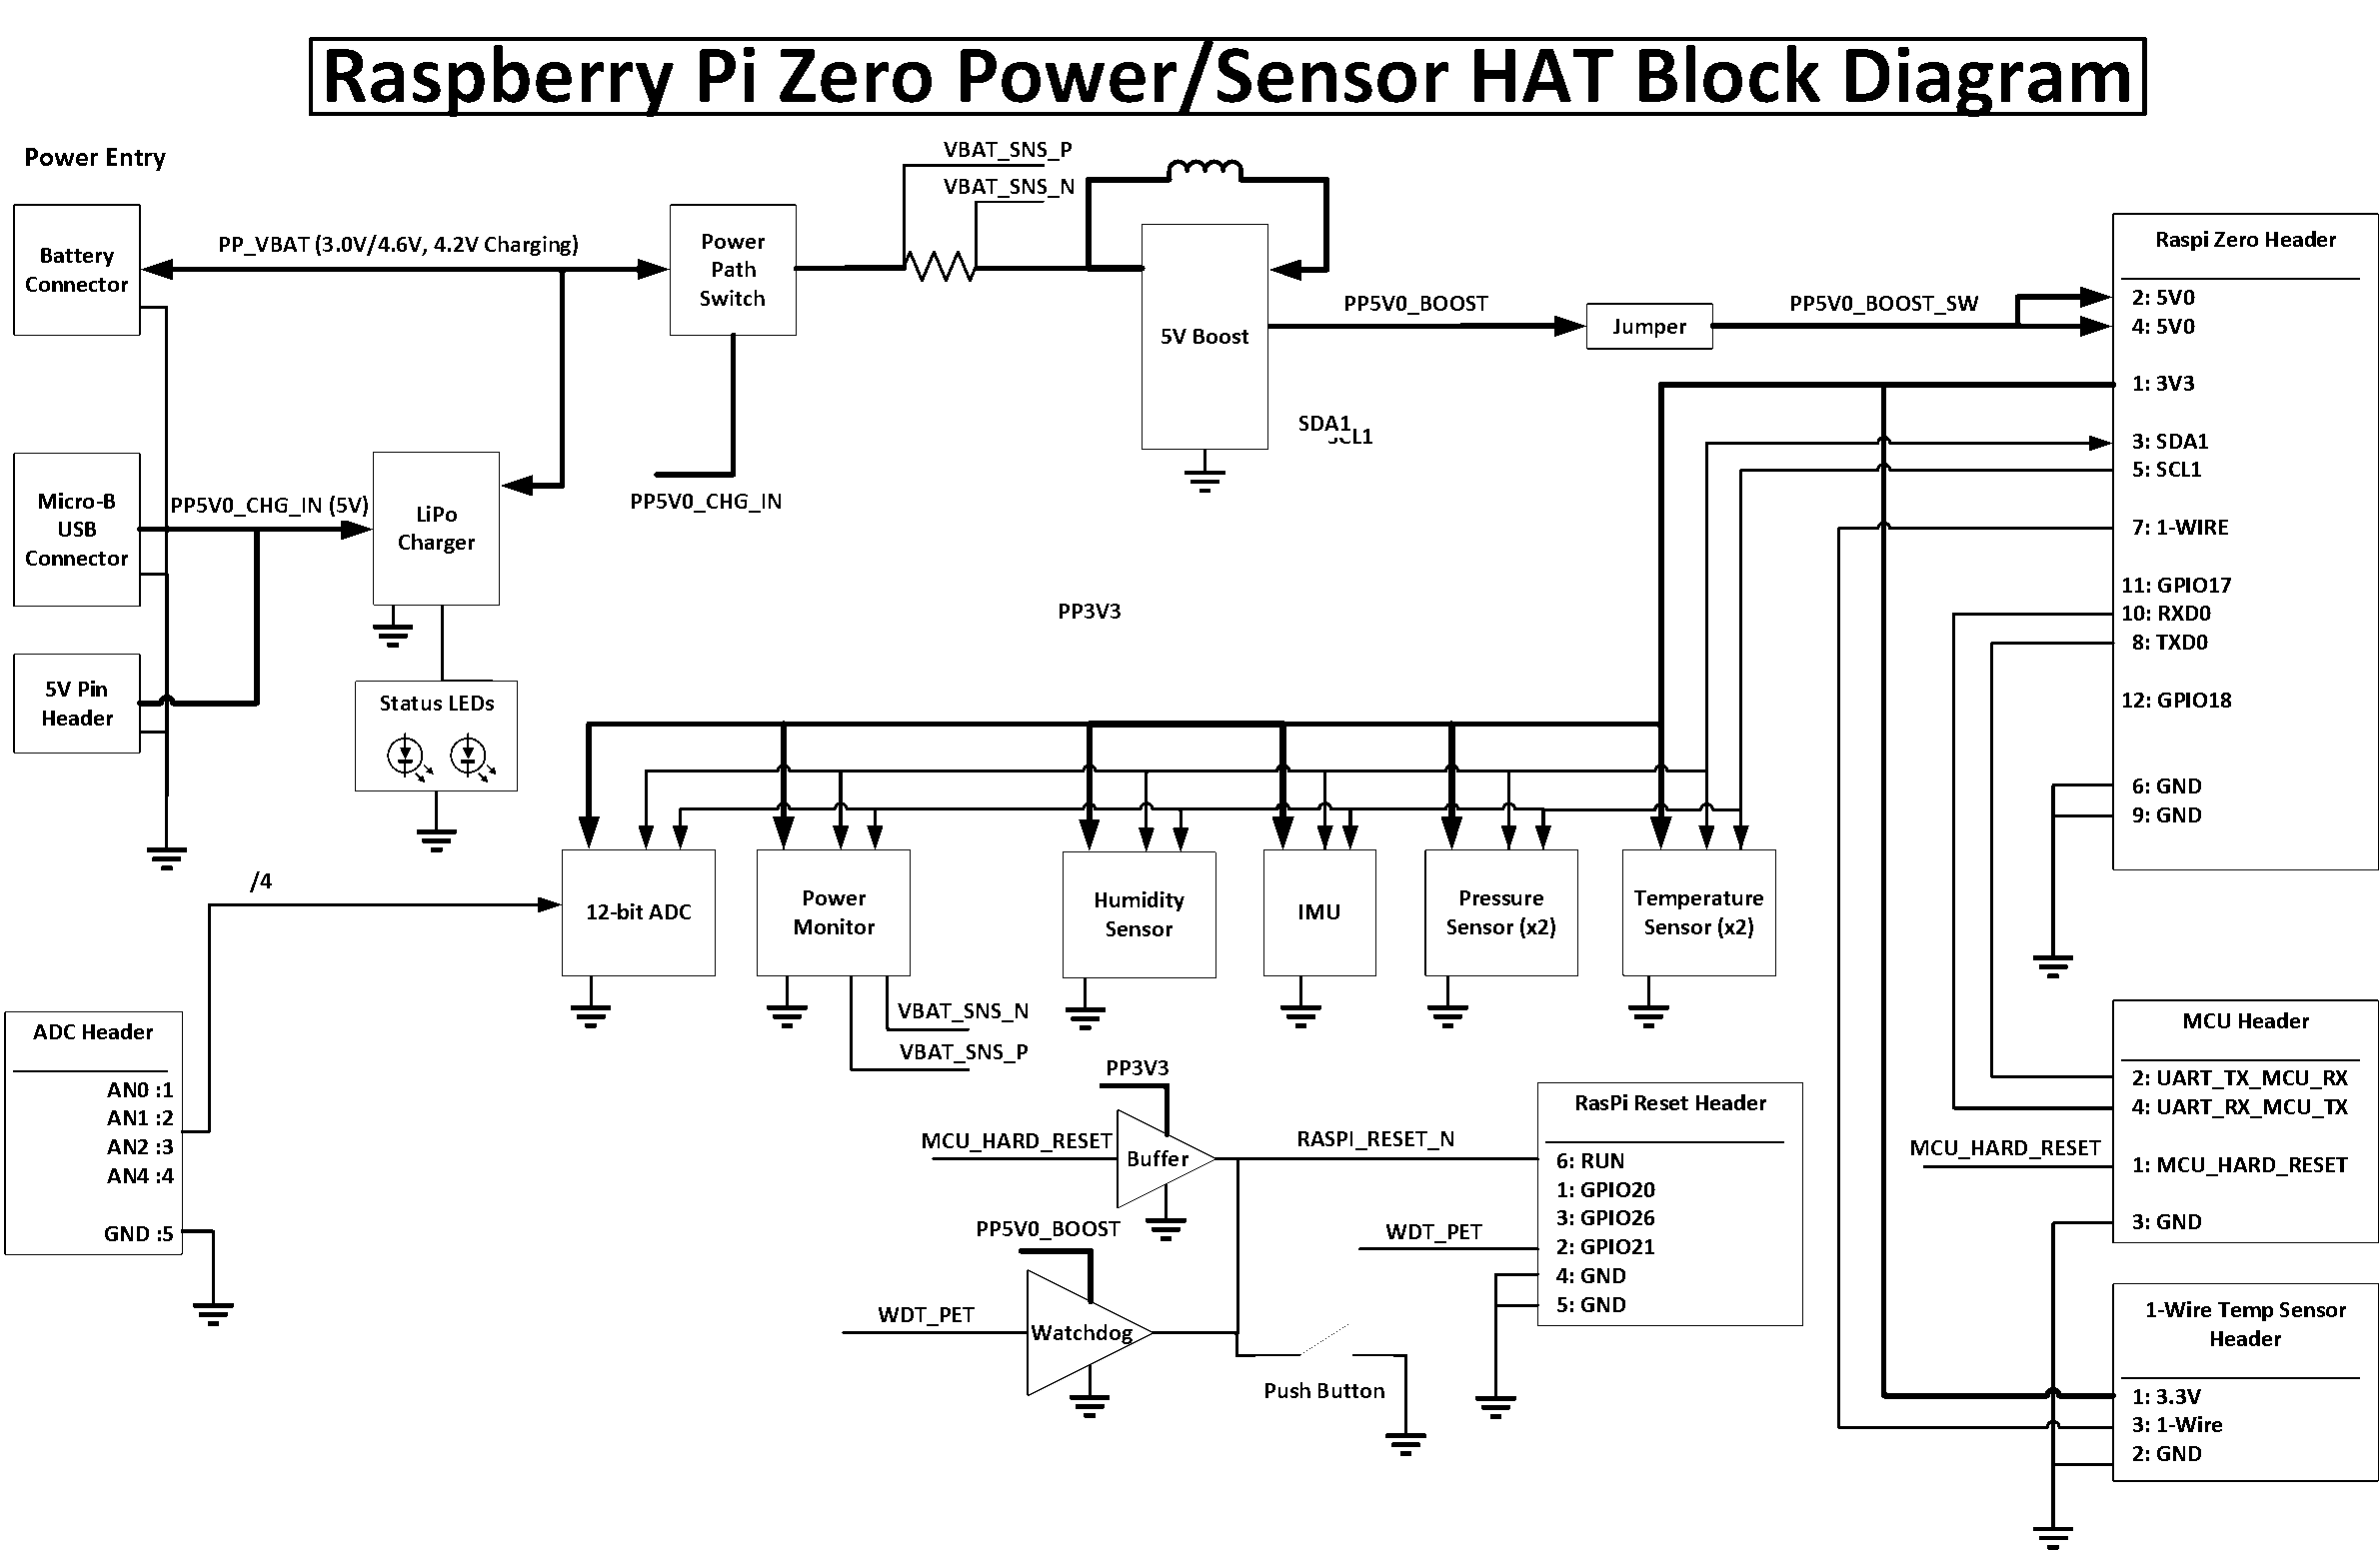 Raspberry Pi Zero Power/Sensor HAT Block Diagram
Power Entry
VBAT_SNS_P
VBAT_SNS_N
Battery
Connector
PP_VBAT (3.0V/4.6V, 4.2V Charging)
Power
Path
Switch
5V Boost
PP5V0_BOOST
Jumper
PP5V0_BOOST_SW
Raspi Zero Header
2: 5V0
4: 5V0
1: 3V3
3: SDA1
5: SCL1
7: 1-WIRE
11: GPIO17
10: RXD0
8: TXD0
12: GPIO18
6: GND
9: GND
SDA1
SCL1
Micro-B
USB
Connector
PP5V0_CHG_IN (5V)
LiPo
Charger
PP5V0_CHG_IN
PP3V3
5V Pin
Header
Status LEDs
/4
12-bit ADC
Power
Monitor
Humidity
Sensor
IMU
Pressure
Sensor (x2)
Temperature
Sensor (x2)
VBAT_SNS_N
VBAT_SNS_P
ADC Header
AN0 :1
AN1 :2
AN2 :3
AN4 :4
GND :5
PP3V3
MCU_HARD_RESET
Buffer
RASPI_RESET_N
PP5V0_BOOST
WDT_PET
Watchdog
Push Button
WDT_PET
RasPi Reset Header
6: RUN
1: GPIO20
3: GPIO26
2: GPIO21
4: GND
5: GND
MCU Header
2: UART_TX_MCU_RX
4: UART_RX_MCU_TX
MCU_HARD_RESET
1: MCU_HARD_RESET
3: GND
1-Wire Temp Sensor
Header
1: 3.3V
3: 1-Wire
2: GND